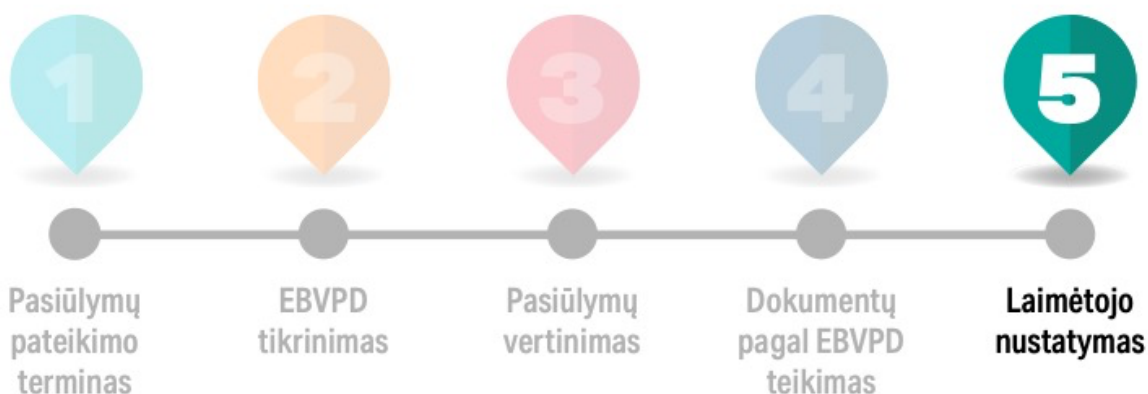 1
2
3
4
5
Pasiūlymų
pateikimo
terminas
EBVPD
tikrinimas
Pasiūlymų
vertinimas
Dokumentų
pagal EBVPD
teikimas
Laimėtojo
nustatymas